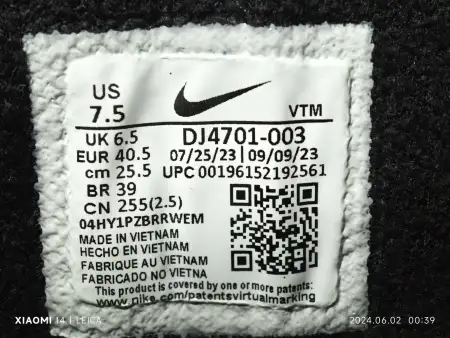 US
7.5
VTM
UK 6.5
DJ4701-003
EUR 40.5
07/25/23 | 09/09/23
cm 25.5
UPC 00196152192561
BR 39
CN 255(2.5)
04HY1PZBRRWEM
MADE IN VIETNAM
HECHO EN VIETNAM
FABRIQUE AU VIETNAM
FABRICADO NO VIETNA
This product is covered by one or more patents:
www.nike.com/patentsvirtualmarking
XIAOMI 14 | LEICA
2024.06.02 00:39